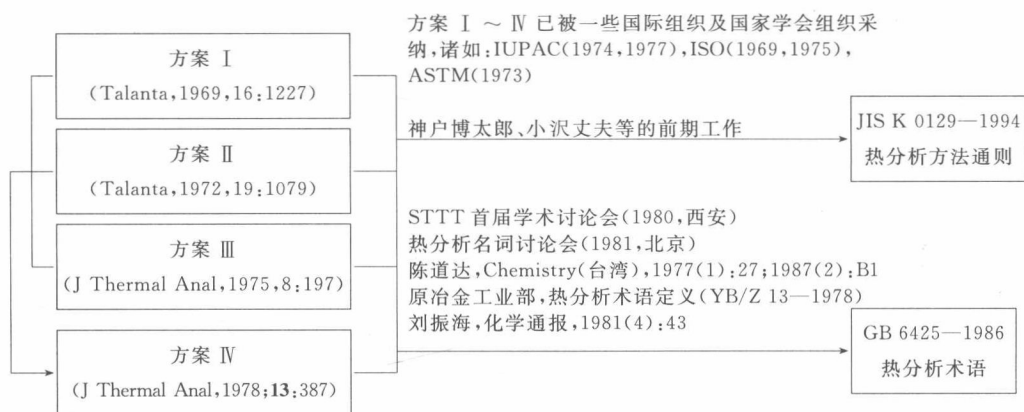 方案 Ⅰ
(Talanta,1969,16:1227)
方案 Ⅱ
(Talanta,1972,19:1079)
方案 Ⅲ
(J Thermal Anal,1975,8:197)
方案 Ⅳ
(J Thermal Anal,1978;13:387)
方案 Ⅰ ～ Ⅳ 已被一些国际组织及国家学会组织采
纳,诸如:IUPAC(1974,1977),ISO(1969,1975),
ASTM(1973)
神户博太郎、小沢丈夫等的前期工作
JIS K 0129—1994
热分析方法通则
STTT 首届学术讨论会(1980,西安)
热分析名词讨论会(1981,北京)
陈道达,Chemistry(台湾),1977(1):27;1987(2):B1
原冶金工业部,热分析术语定义(YB/Z 13—1978)
刘振海,化学通报,1981(4):43
GB 6425—1986
热分析术语